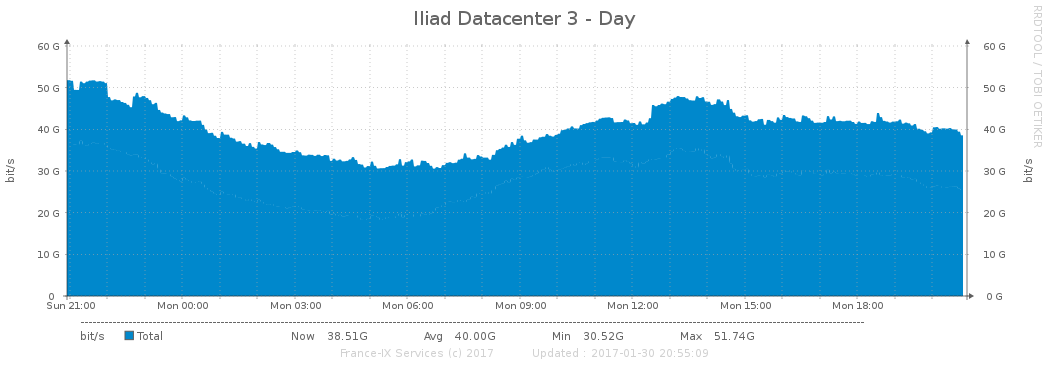 Iliad Datacenter 3 - Day
RRDTOOL / TOBI OETIKER
60 G 60 G
50 G 50 G
40 G 40 G
30 G 30 G
20 G 20 G
10 G 10 G
0 0 G
bit/s bit/s
Sun 21:00 Mon 00:00 Mon 03:00 Mon 06:00 Mon 09:00 Mon 12:00 Mon 15:00 Mon 18:00
bit/s Total Now 38.51G Avg 40.00G Min 30.52G Max 51.74G
France-IX Services (c) 2017 Updated : 2017-01-30 20:55:09